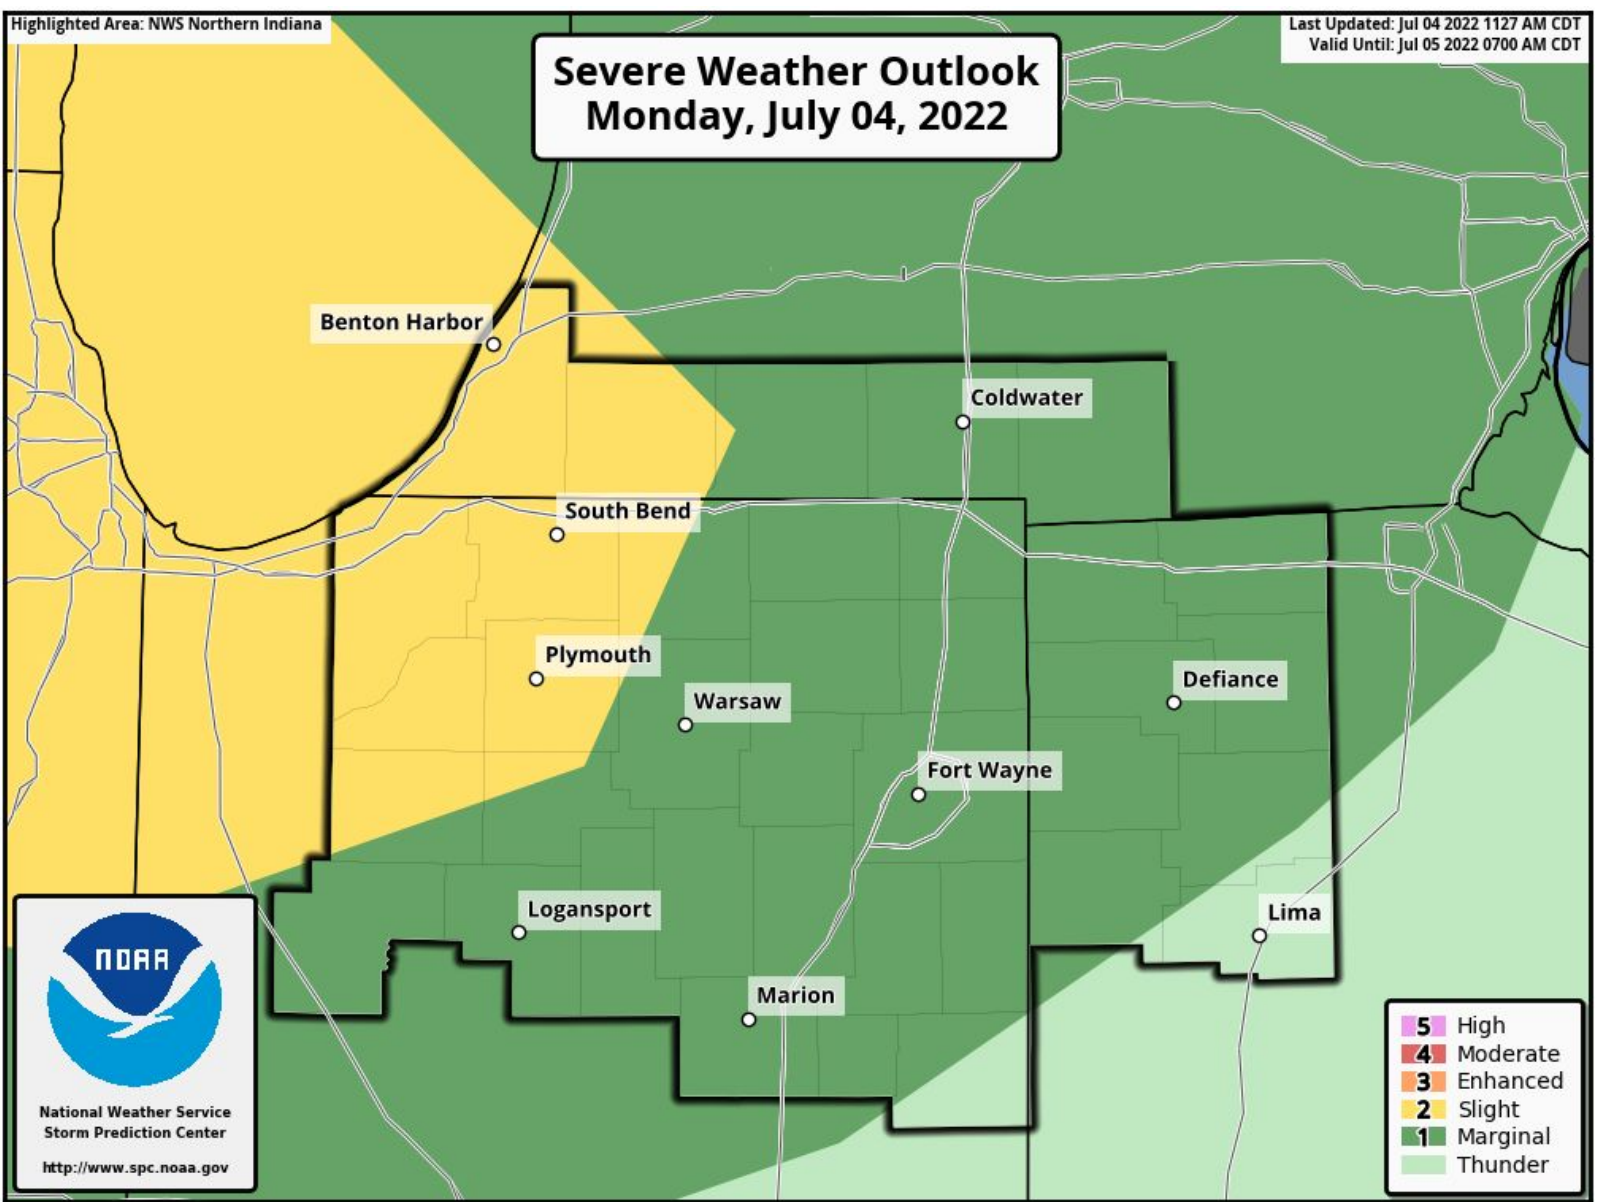 Highlighted Area: NWS Northern Indiana
Last Updated: Jul 04 2022 1127 AM CDT
Valid Until: Jul 05 2022 0700 AM CDT
Severe Weather Outlook
Monday, July 04, 2022
Benton Harbor
Coldwater
South Bend
Plymouth
Warsaw
Defiance
Fort Wayne
Logansport
Lima
Marion
NOAA
National Weather Service
Storm Prediction Center
http://www.spc.noaa.gov
5 High
4 Moderate
3 Enhanced
2 Slight
1 Marginal
Thunder